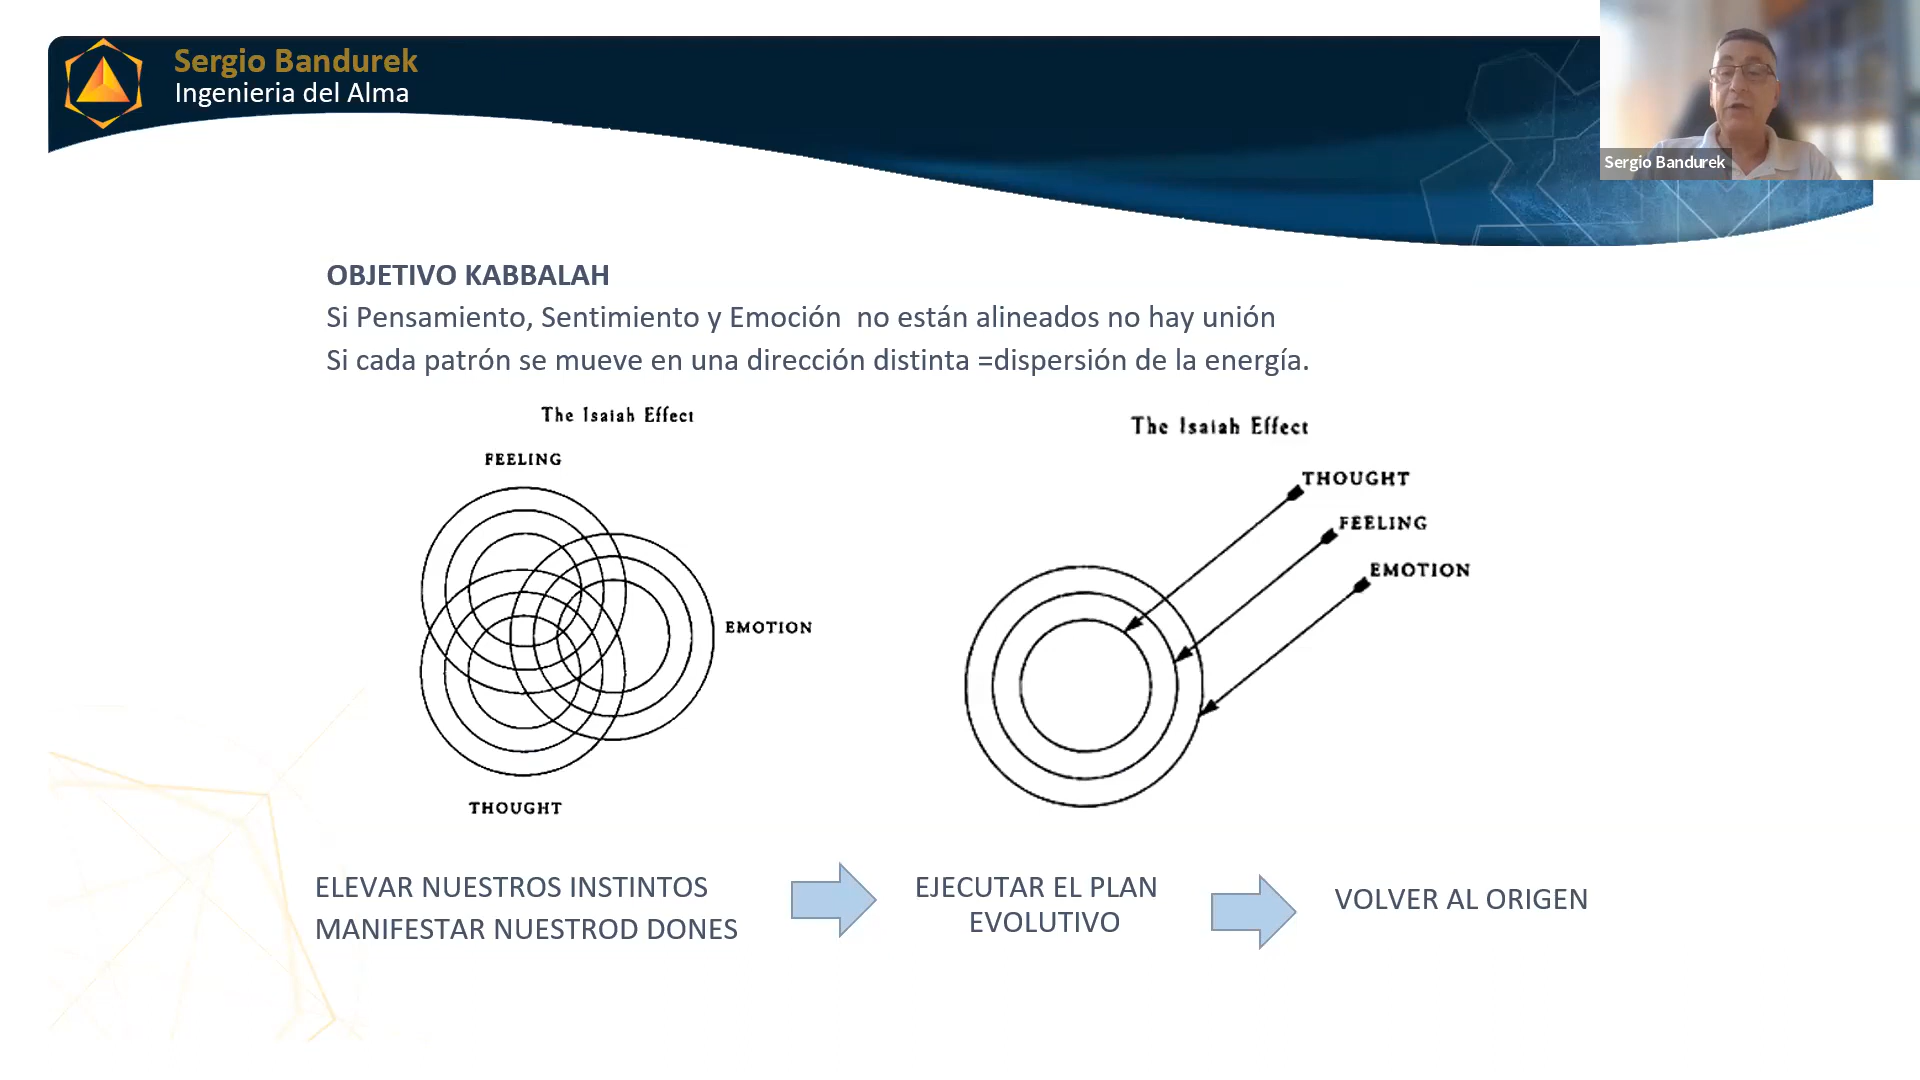 Sergio Bandurek
Ingenieria del Alma
Sergio Bandurek
OBJETIVO KABBALAH
Si Pensamiento, Sentimiento y Emoción no están alineados no hay unión
Si cada patrón se mueve en una dirección distinta =dispersión de la energía.
The Isaiah Effect
FEELING
EMOTION
THOUGHT
The Isaiah Effect
THOUGHT
FEELING
EMOTION
ELEVAR NUESTROS INSTINTOS
MANIFESTAR NUESTROD DONES
EJECUTAR EL PLAN
EVOLUTIVO
VOLVER AL ORIGEN